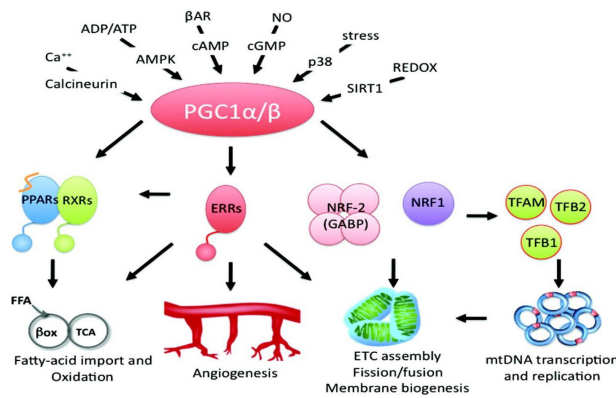 ADP/ATP
βAR
NO
stress
Ca⁺⁺
AMPK
cAMP
cGMP
p38
REDOX
Calcineurin
SIRT1
PGC1α/β
PPARs
RXRs
ERRs
NRF-2
(GABP)
NRF1
TFAM
TFB2
TFB1
FFA
βox
TCA
Fatty-acid import and
Oxidation
Angiogenesis
ETC assembly
Fission/fusion
Membrane biogenesis
mtDNA transcription
and replication